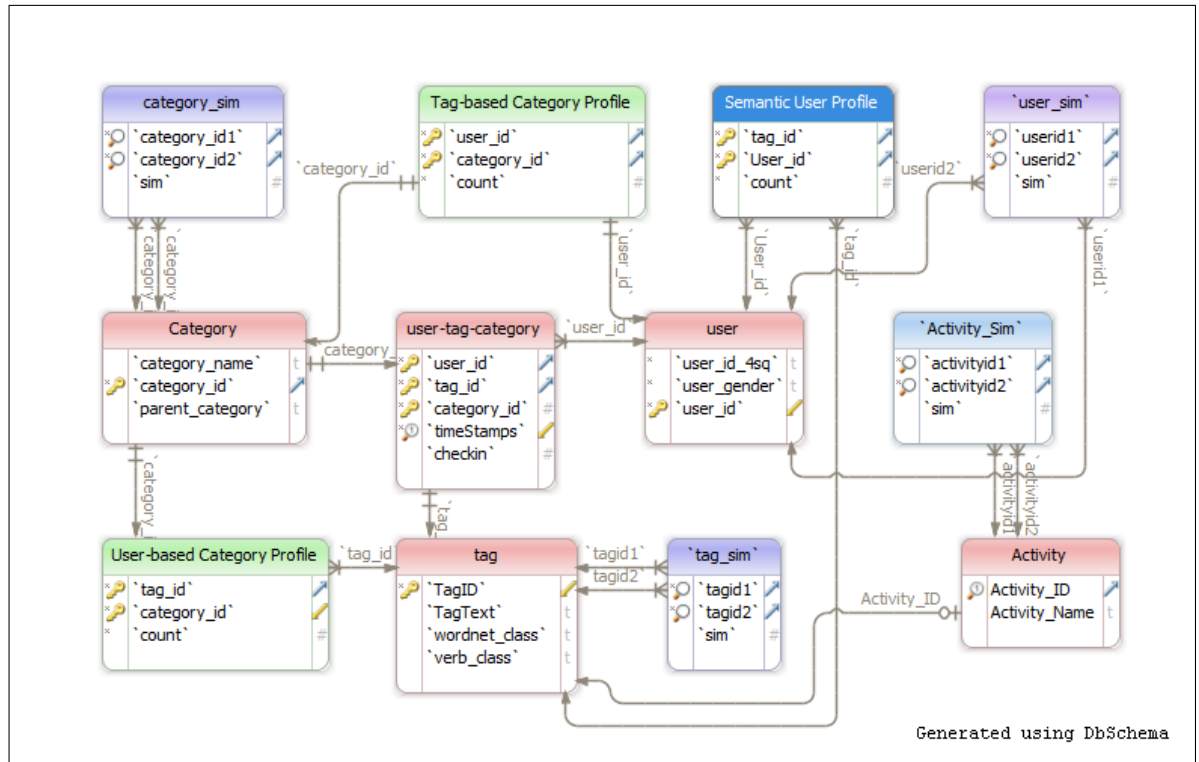 category_sim
`category_id1`
`category_id2`
`sim`
#
Tag-based Category Profile
`user_id`
`category_id`
`count`
Semantic User Profile
`tag_id`
`User_id`
`count`
#
`user_sim`
`userid1`
`userid2`
`sim`
#
`category_id`
`userid2`
`category_i
`category_i
`user_id`
`User_id`
`tag_id`
`userid1`
Category
`category_name`
t
`category_id`
`parent_category`
t
category_
user-tag-category
`user_id`
`tag_id`
`category_id`
#
`timeStamps`
`checkin`
#
`user_id`
user
`user_id_4sq`
t
`user_gender`
t
`user_id`
`Activity_Sim`
`activityid1`
`activityid2`
`sim`
#
`category_i
`tag_
`activityid1`
`activityid2`
User-based Category Profile
`tag_id`
`category_id`
`count`
#
`tag_id`
tag
`TagID`
`TagText`
t
`wordnet_class`
t
`verb_class`
t
`tagid1`
`tagid2`
`tag_sim`
`tagid1`
`tagid2`
`sim`
#
Activity_ID
Activity
Activity_ID
Activity_Name
t
Generated using DbSchema